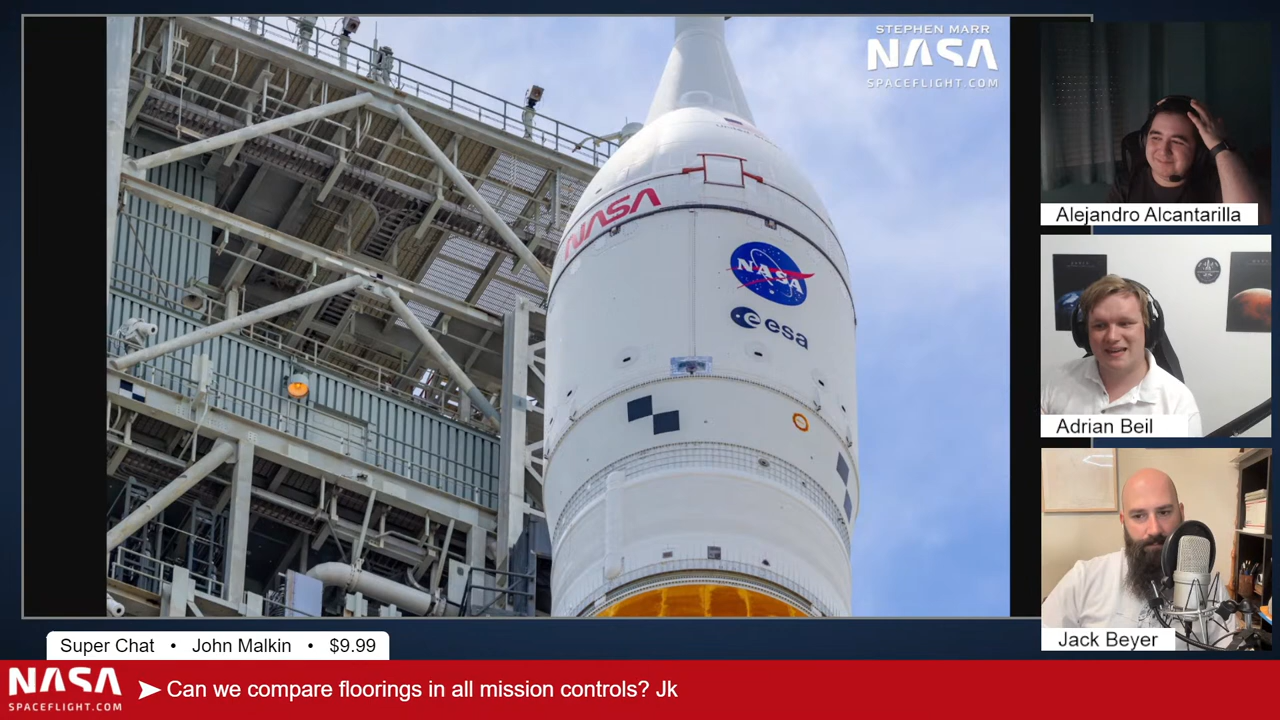 STEPHEN MARR
NASA
SPACEFLIGHT.COM
NASA
NASA
esa
Alejandro Alcantarilla
Adrian Beil
Jack Beyer
Super Chat • John Malkin • $9.99
NASA
SPACEFLIGHT.COM
Can we compare floorings in all mission controls? Jk